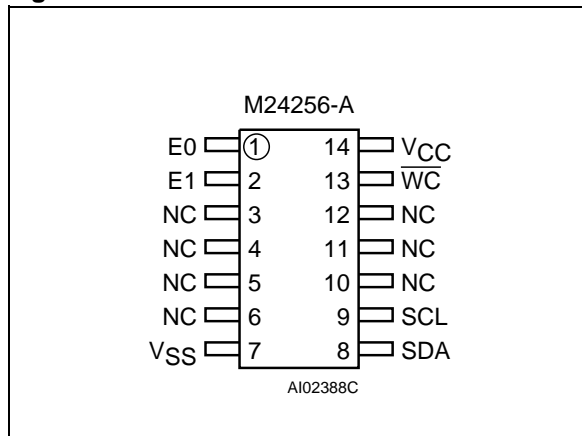 M24256-A
E0 1 14 VCC
E1 2 13 W̅C̅
NC 3 12 NC
NC 4 11 NC
NC 5 10 NC
NC 6 9 SCL
VSS 7 8 SDA
AI02388C